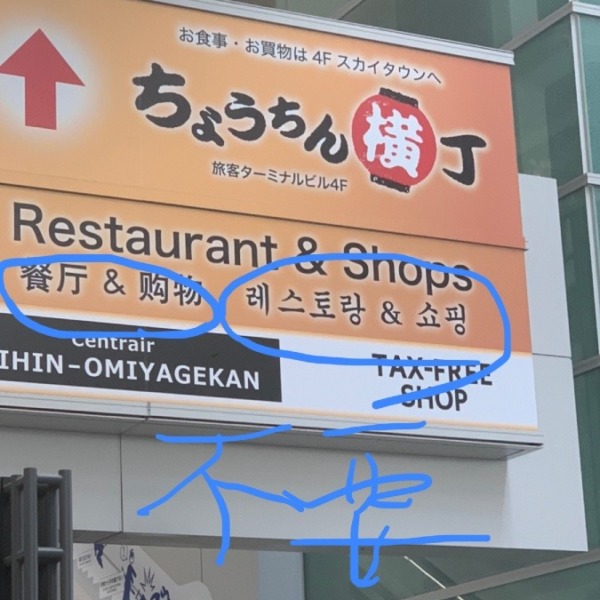 お食事・お買物は 4F スカイタウンへ
ちょうちん横丁
旅客ターミナルビル4F
Restaurant & Shops
餐厅 & 购物 레스토랑 & 쇼핑
Centrair
IHIN-OMIYAGEKAN
TAX-FREE
SHOP
不要